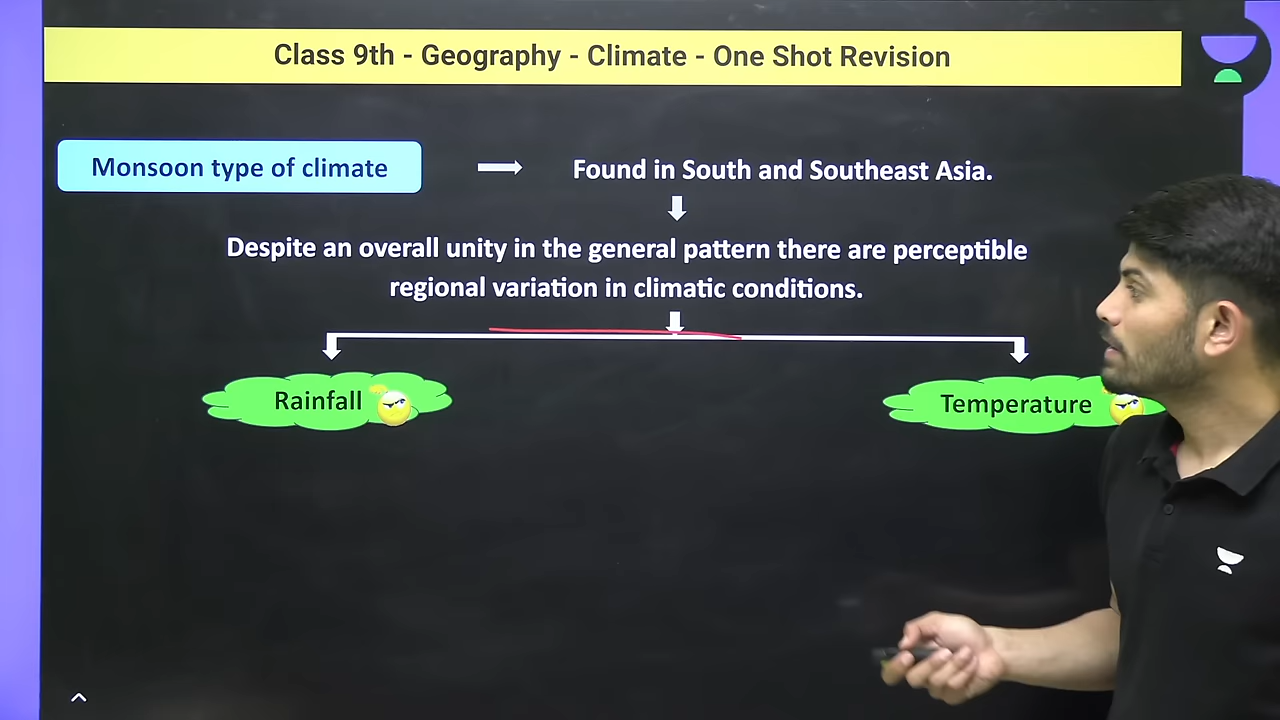 Class 9th - Geography - Climate - One Shot Revision
Monsoon type of climate
Found in South and Southeast Asia.
Despite an overall unity in the general pattern there are perceptible
regional variation in climatic conditions.
Rainfall
Temperature